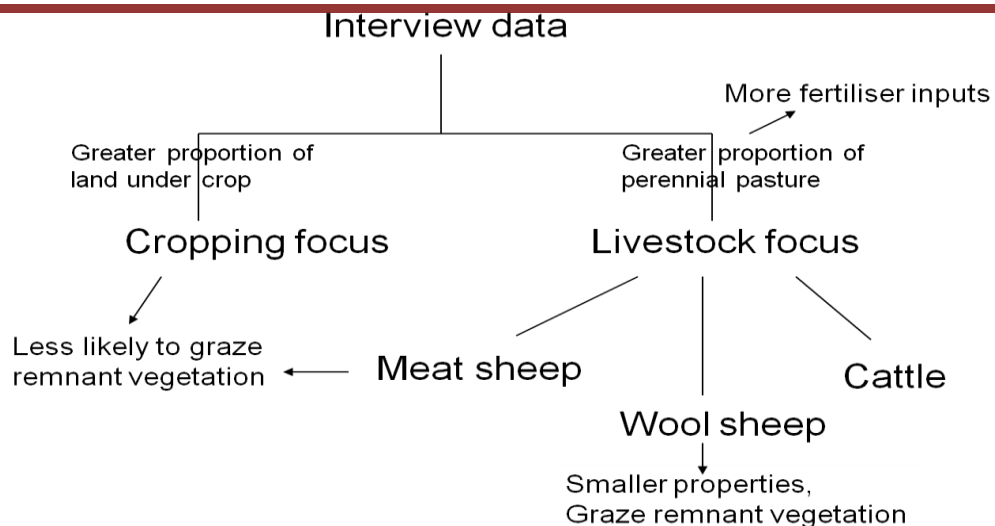 Interview data
More fertiliser inputs
Greater proportion of
land under crop
Greater proportion of
perennial pasture
Cropping focus
Livestock focus
Less likely to graze
remnant vegetation
Meat sheep
Cattle
Wool sheep
Smaller properties,
Graze remnant vegetation